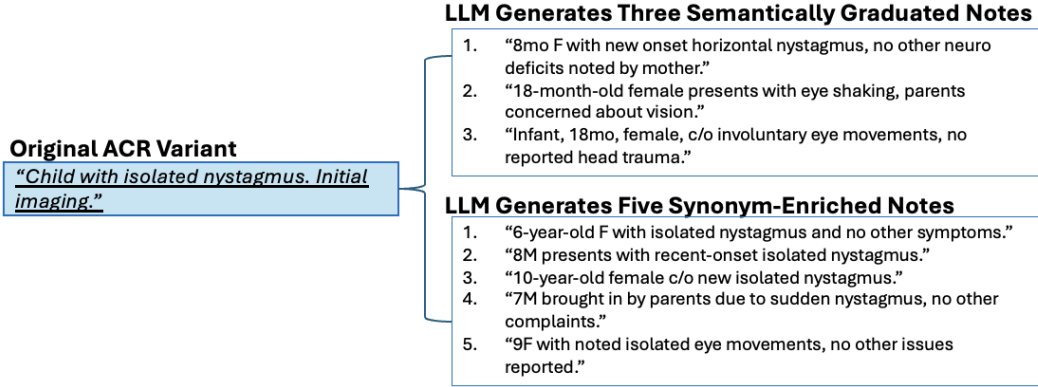 LLM Generates Three Semantically Graduated Notes
1. “8mo F with new onset horizontal nystagmus, no other neuro
deficits noted by mother.”
2. “18-month-old female presents with eye shaking, parents
concerned about vision.”
3. “Infant, 18mo, female, c/o involuntary eye movements, no
reported head trauma.”
Original ACR Variant
“Child with isolated nystagmus. Initial
imaging.”
LLM Generates Five Synonym-Enriched Notes
1. “6-year-old F with isolated nystagmus and no other symptoms.”
2. “8M presents with recent-onset isolated nystagmus.”
3. “10-year-old female c/o new isolated nystagmus.”
4. “7M brought in by parents due to sudden nystagmus, no other
complaints.”
5. “9F with noted isolated eye movements, no other issues
reported.”